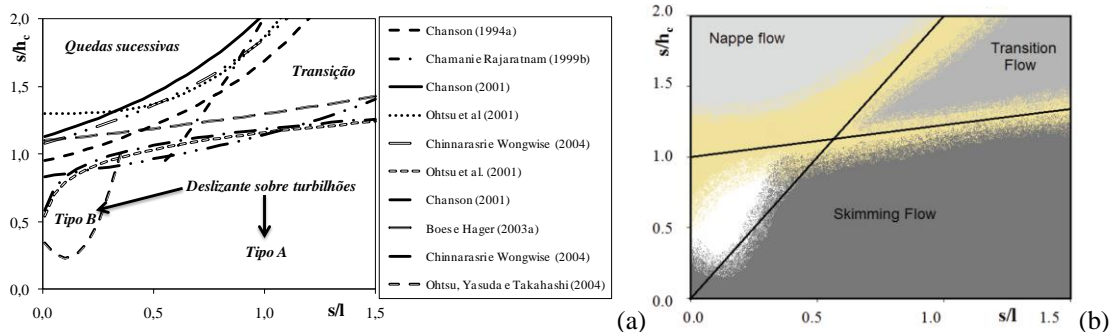 2,0
1,5
1,0
0,5
0,0
s/h_c
Quedas sucessivas
Transição
Deslizante sobre turbilhões
Tipo B
Tipo A
0,0
0,5
1,0
1,5
s/l
Chanson (1994a)
Chamanie Rajaratnam (1999b)
Chanson (2001)
Ohtsu et al (2001)
Chinnarasrie Wongwise (2004)
Ohtsu et al. (2001)
Chanson (2001)
Boes e Hager (2003a)
Chinnarasrie Wongwise (2004)
Ohtsu, Yasuda e Takahashi (2004)
(a)
2.0
1.5
1.0
0.5
0.0
s/h_c
Nappe flow
Transition
Flow
Skimming Flow
0.0
0.5
1.0
1.5
s/l
(b)